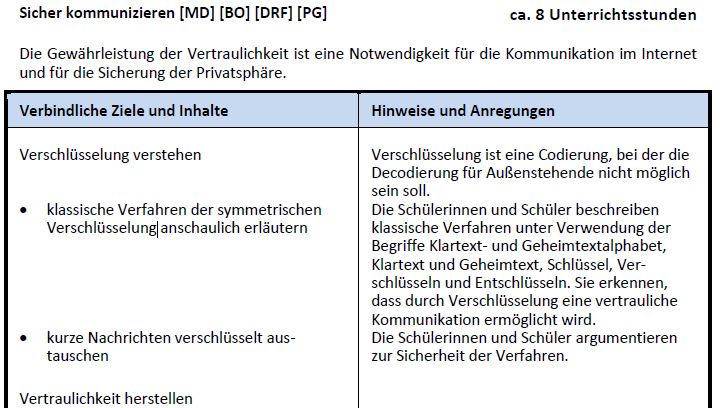 Sicher kommunizieren [MD] [BO] [DRF] [PG] ca. 8 Unterrichtsstunden
Die Gewährleistung der Vertraulichkeit ist eine Notwendigkeit für die Kommunikation im Internet
und für die Sicherung der Privatsphäre.
Verbindliche Ziele und Inhalte
Verschlüsselung verstehen
• klassische Verfahren der symmetrischen
Verschlüsselung anschaulich erläutern
• kurze Nachrichten verschlüsselt aus-
tauschen
Vertraulichkeit herstellen
Hinweise und Anregungen
Verschlüsselung ist eine Codierung, bei der die
Decodierung für Außenstehende nicht möglich
sein soll.
Die Schülerinnen und Schüler beschreiben
klassische Verfahren unter Verwendung der
Begriffe Klartext- und Geheimtextalphabet,
Klartext und Geheimtext, Schlüssel, Ver-
schlüsseln und Entschlüsseln. Sie erkennen,
dass durch Verschlüsselung eine vertrauliche
Kommunikation ermöglicht wird.
Die Schülerinnen und Schüler argumentieren
zur Sicherheit der Verfahren.